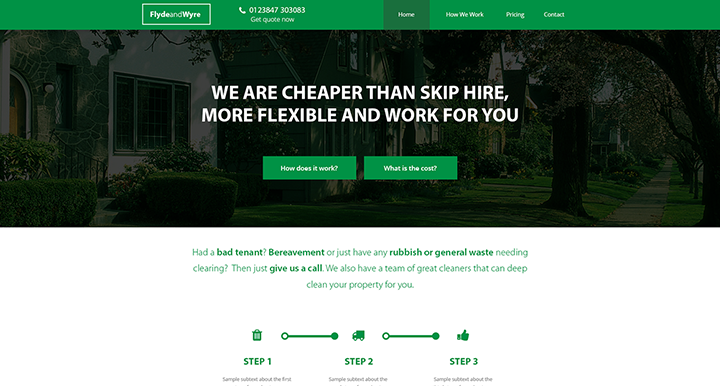 FlydeandWyre
0123847 303083
Get quote now
Home
How We Work
Pricing
Contact
WE ARE CHEAPER THAN SKIP HIRE,
MORE FLEXIBLE AND WORK FOR YOU
How does it work?
What is the cost?
Had a bad tenant? Bereavement or just have any rubbish or general waste needing
clearing? Then just give us a call. We also have a team of great cleaners that can deep
clean your property for you.
STEP 1
STEP 2
STEP 3
Sample subtext about the first
Sample subtext about the
Sample subtext about the